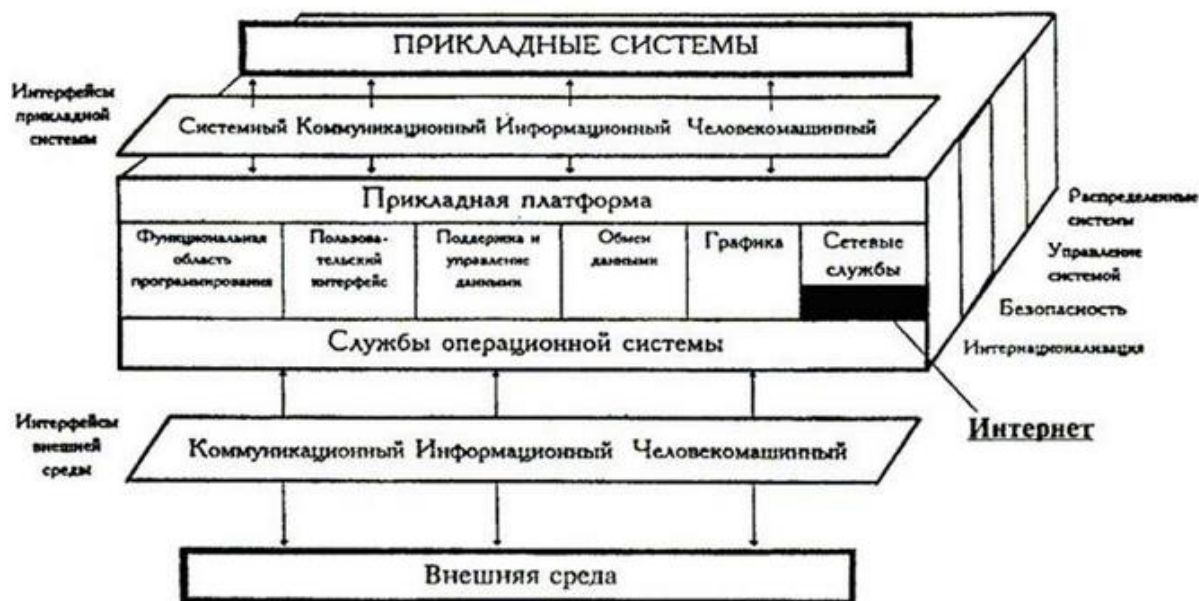 ПРИКЛАДНЫЕ СИСТЕМЫ
Интерфейсы
прикладной
системы
Системный Коммуникационный Информационный Человекомашинный
Прикладная платформа
Функциональная
область
программирования
Пользова-
тельский
интерфейс
Поддержка и
управление
данными
Обмен
данными
Графика
Сетевые
службы
Распределенные
системы
Управление
системой
Безопасность
Интернационализация
Службы операционной системы
Интернет
Интерфейсы
внешней
среды
Коммуникационный Информационный Человекомашинный
Внешняя среда